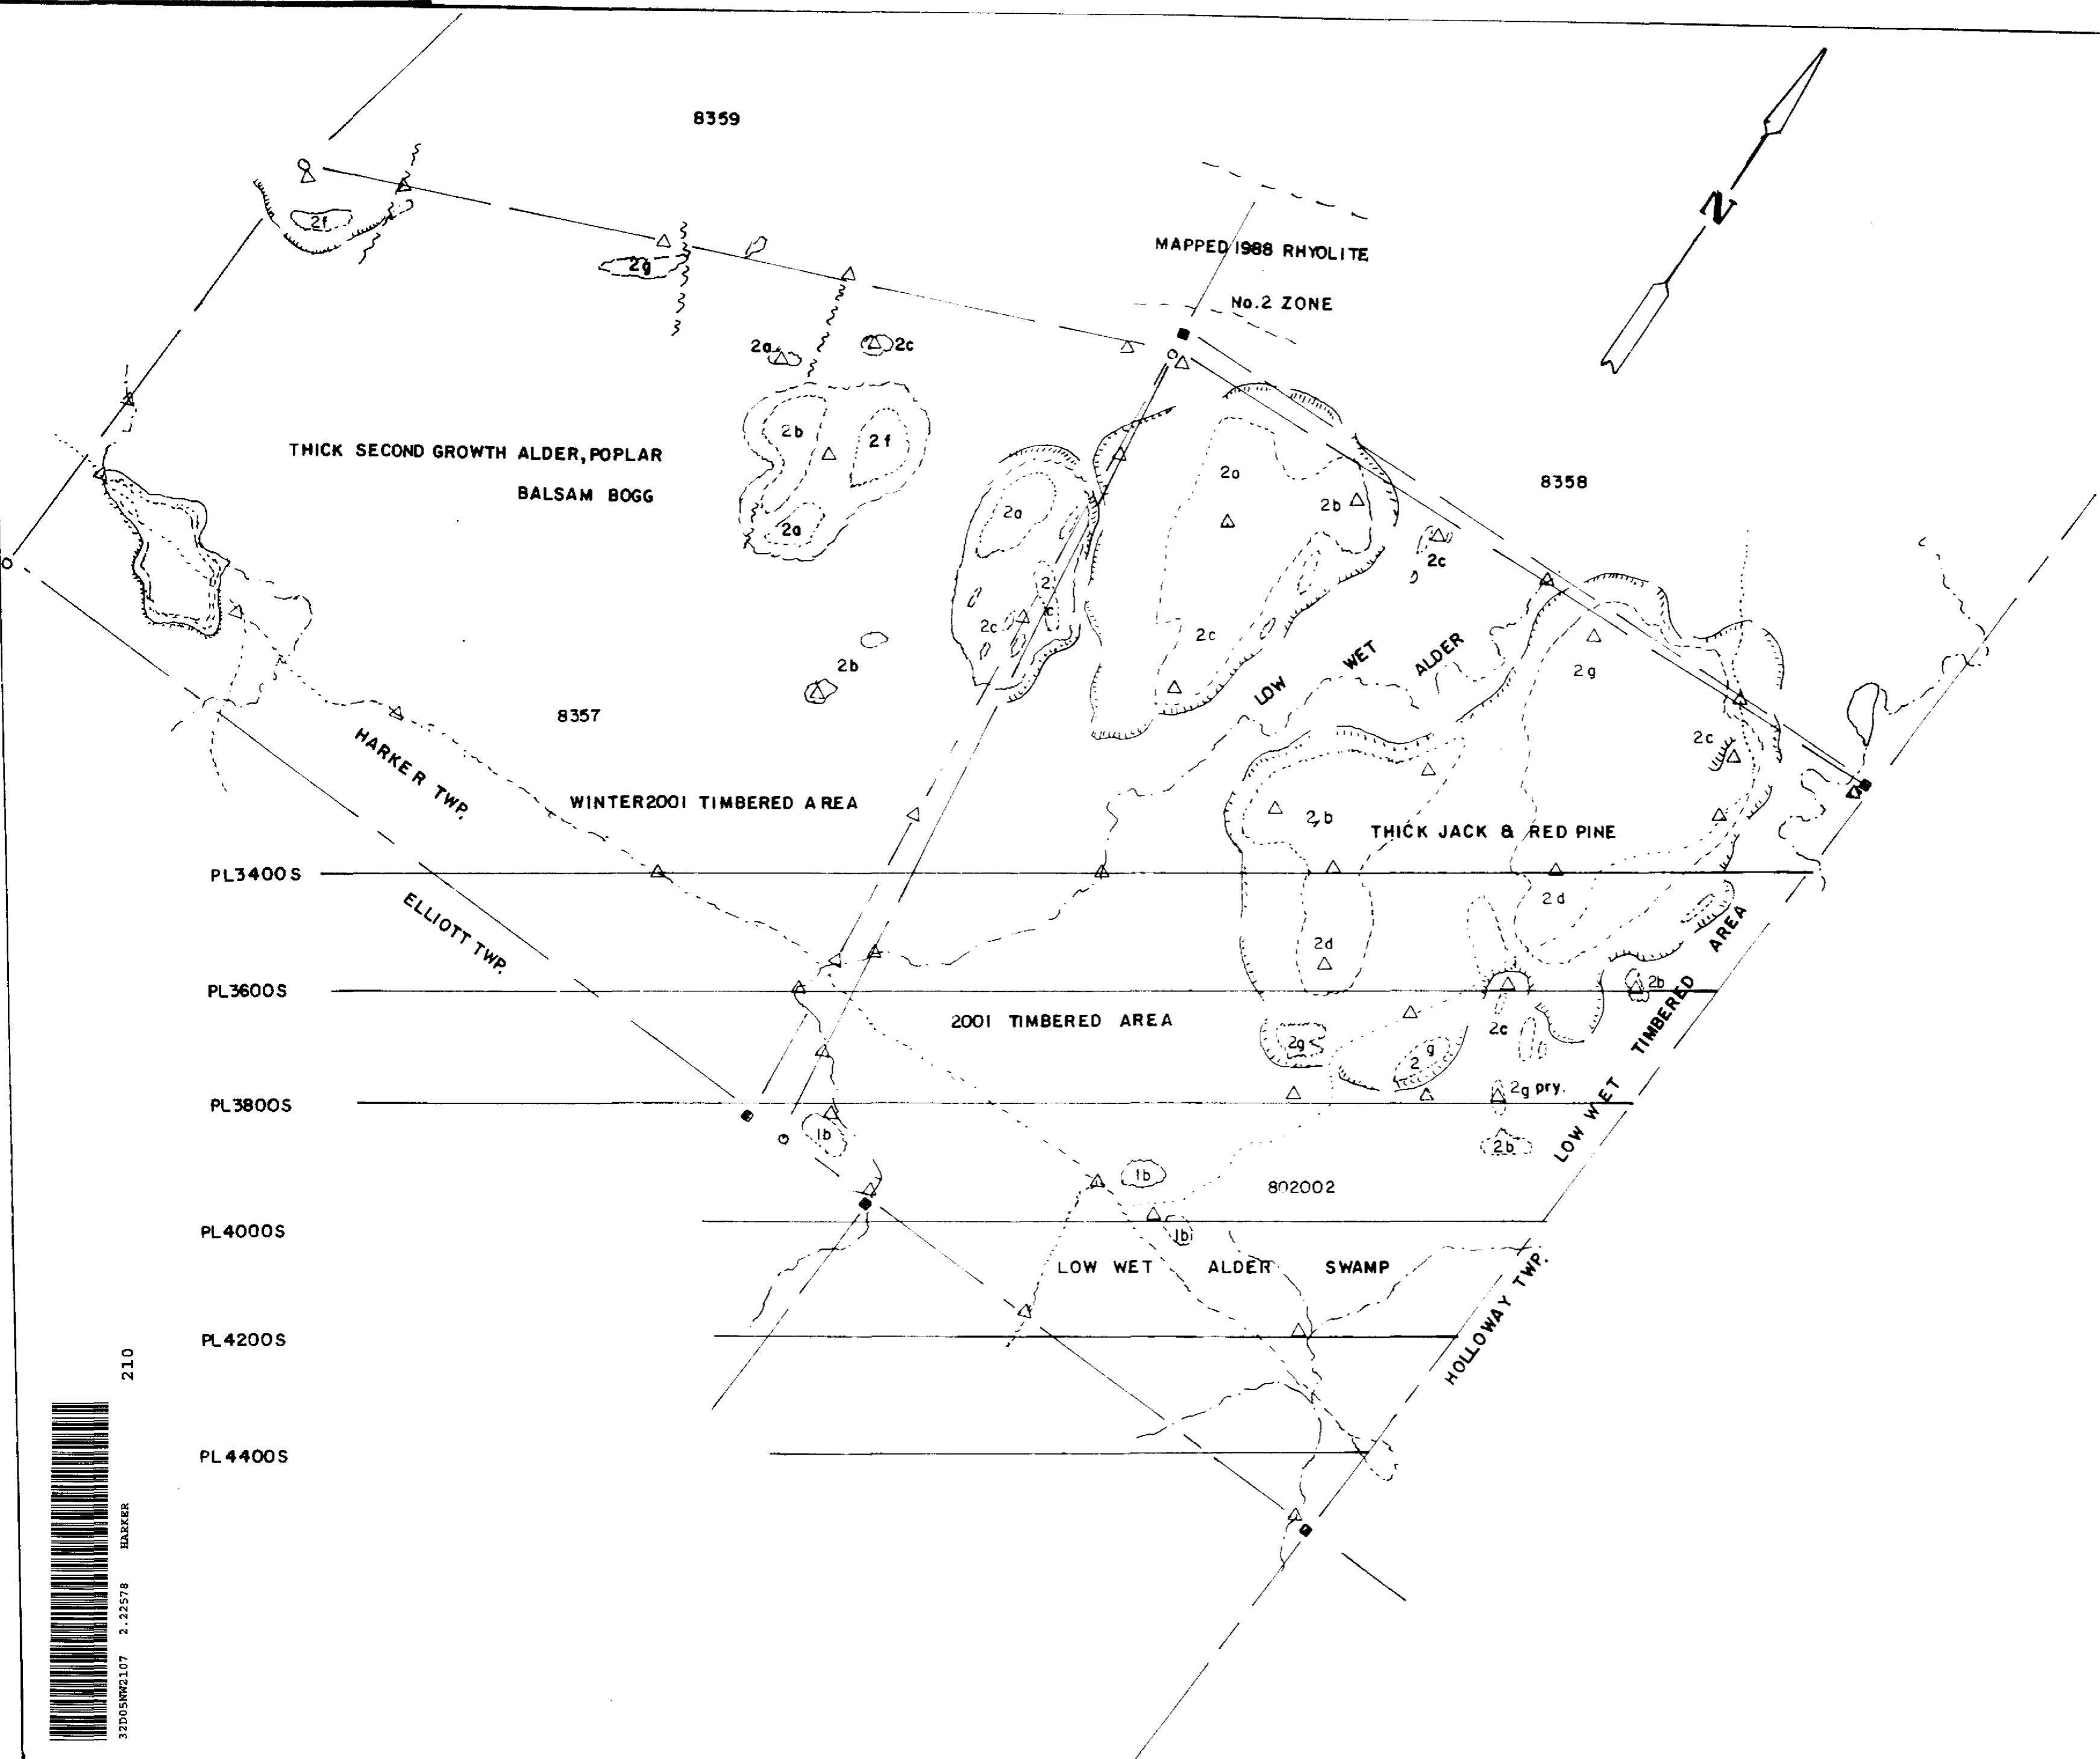 8359
N
2f
MAPPED 1988 RHYOLITE
2g
No.2 ZONE
2a
2c
2b
2f
THICK SECOND GROWTH ALDER, POPLAR
BALSAM BOGG
2a
8358
2a
2b
2a
2c
2
c
2c
2c
2b
LOW WET ALDER
2g
8357
2c
HARKER TWP.
WINTER2001 TIMBERED AREA
2b
THICK JACK & RED PINE
PL3400S
ELLIOTT TWP.
2d
2d
PL3600S
2b
2001 TIMBERED AREA
2c
2g
2 g
LOW WET TIMBERED AREA
PL3800S
2g pry.
1b
2b
1b
802002
PL4000S
1b
LOW WET ALDER SWAMP
HOLLOWAY TWP.
PL4200S
PL4400S
32D05NW2107 2.22578 HARKER 210